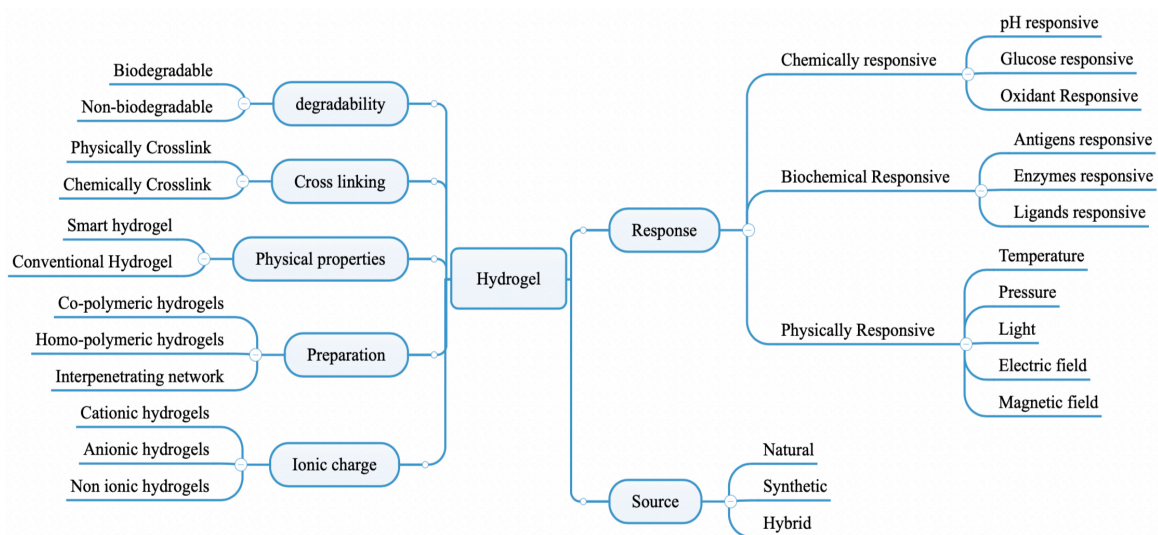 Biodegradable
Non-biodegradable
degradability
Physically Crosslink
Chemically Crosslink
Cross linking
Smart hydrogel
Conventional Hydrogel
Physical properties
Co-polymeric hydrogels
Homo-polymeric hydrogels
Interpenetrating network
Preparation
Cationic hydrogels
Anionic hydrogels
Non ionic hydrogels
Ionic charge
Hydrogel
Response
Chemically responsive
pH responsive
Glucose responsive
Oxidant Responsive
Biochemical Responsive
Antigens responsive
Enzymes responsive
Ligands responsive
Physically Responsive
Temperature
Pressure
Light
Electric field
Magnetic field
Source
Natural
Synthetic
Hybrid